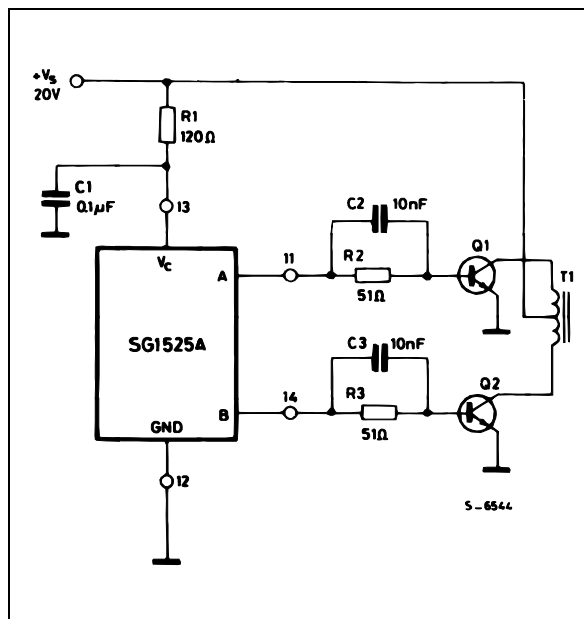 +Vs
20V
R1
120Ω
C1
0.1µF
13
Vc
C2
10nF
11
A
R2
51Ω
Q1
T1
SG1525A
C3
10nF
14
B
R3
51Ω
Q2
GND
12
S_6544